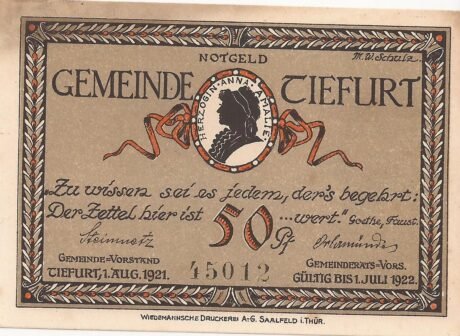 NOTGELD
M.W. Schulz.
GEMEINDE TIEFURT
HERZOGIN·ANNA·AMALIE
„Zu wissen sei es jedem, der's begehrt:
Der Zettel hier ist 50 ...wert." Goethe, Faust.
Steinmetz Pf
GEMEINDE-VORSTAND GEMEINDERATS-VORS.
TIEFURT, 1. AUG. 1921. 45012 GÜLTIG BIS 1. JULI 1922.
WIEDEMANNSCHE DRUCKEREI A:G. SAALFELD i. THÜR.